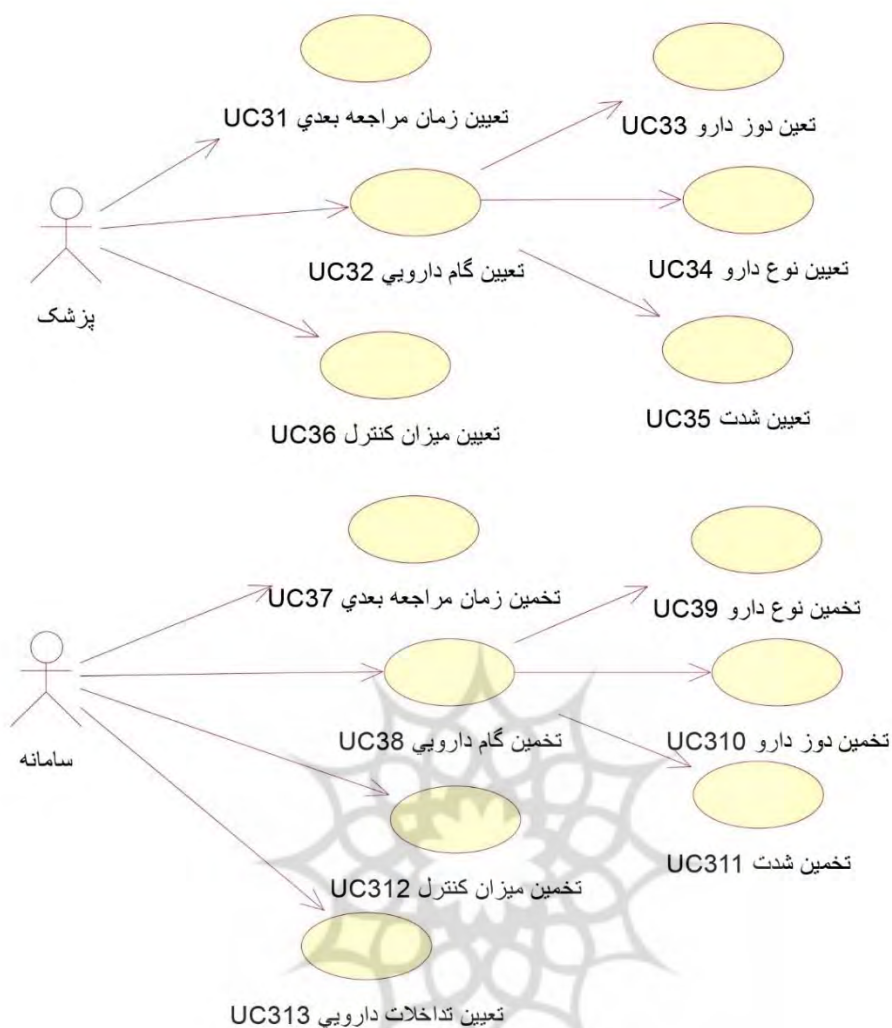 تعيين زمان مراجعه بعدي UC31
تعين دوز دارو UC33
تعيين گام دارويي UC32
تعيين نوع دارو UC34
پزشک
تعيين ميزان کنترل UC36
تعيين شدت UC35
تخمين زمان مراجعه بعدي UC37
تخمين نوع دارو UC39
تخمين گام دارويي UC38
تخمين دوز دارو UC310
سامانه
تخمين شدت UC311
تخمين ميزان کنترل UC312
تعيين تداخلات دارويي UC313